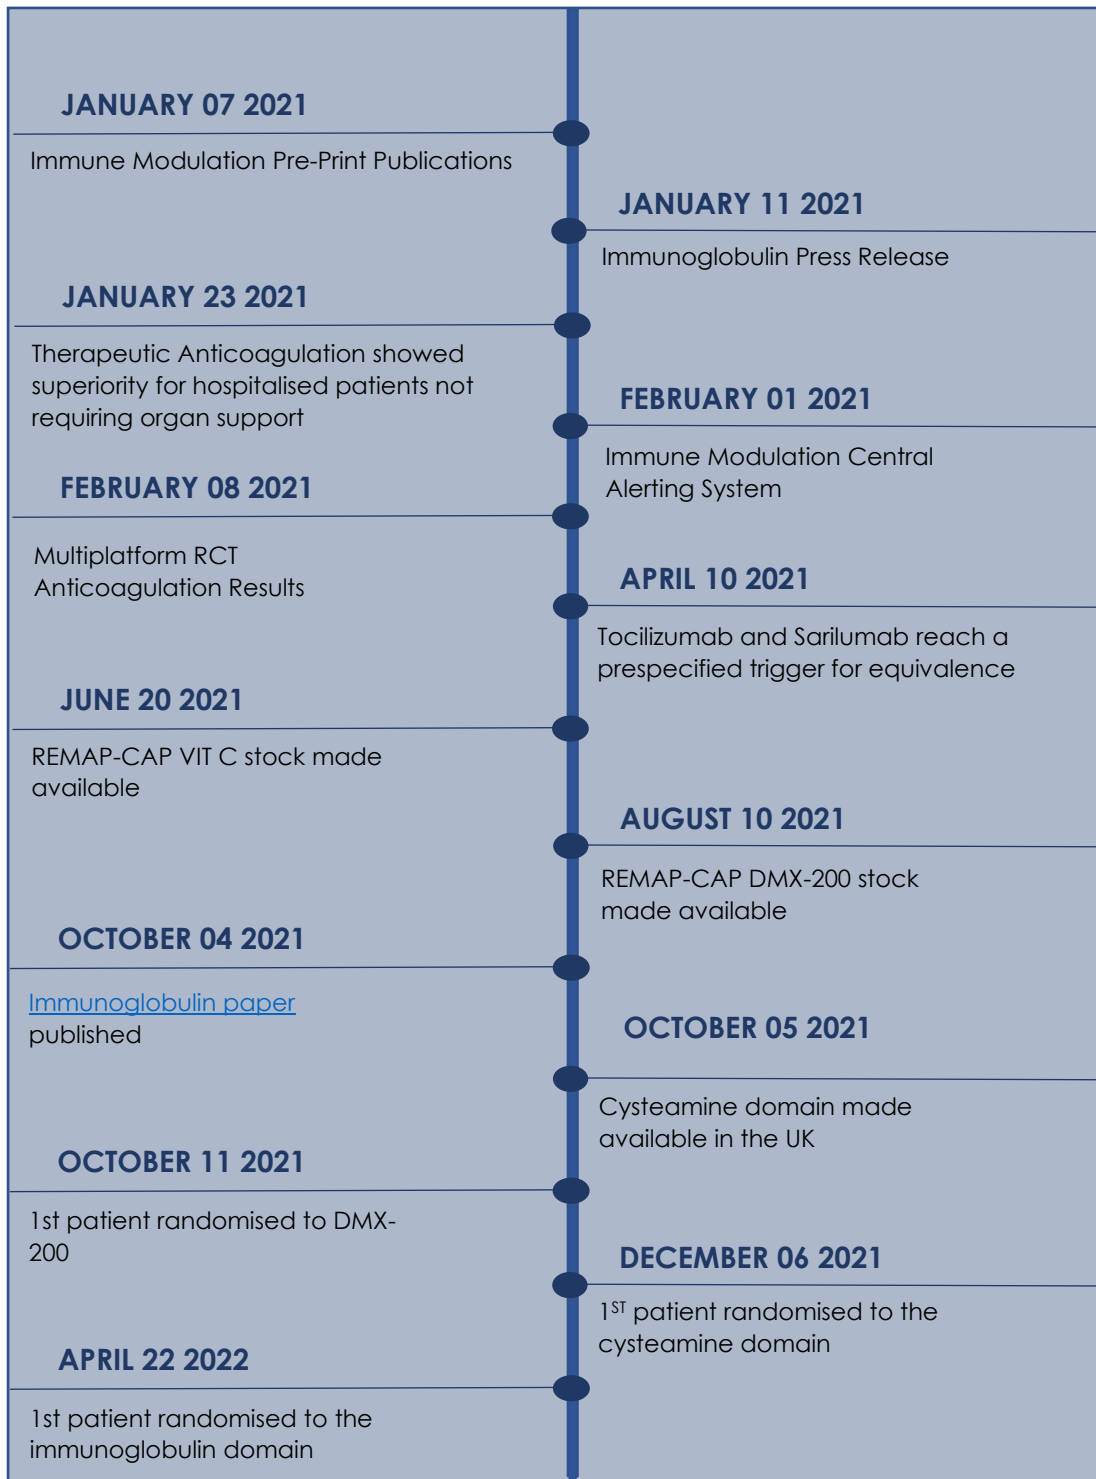 JANUARY 07 2021
Immune Modulation Pre-Print Publications
JANUARY 11 2021
Immunoglobulin Press Release
JANUARY 23 2021
Therapeutic Anticoagulation showed
superiority for hospitalised patients not
requiring organ support
FEBRUARY 01 2021
Immune Modulation Central
Alerting System
FEBRUARY 08 2021
Multiplatform RCT
Anticoagulation Results
APRIL 10 2021
Tocilizumab and Sarilumab reach a
prespecified trigger for equivalence
JUNE 20 2021
REMAP-CAP VIT C stock made
available
AUGUST 10 2021
REMAP-CAP DMX-200 stock
made available
OCTOBER 04 2021
Immunoglobulin paper
published
OCTOBER 05 2021
Cysteamine domain made
available in the UK
OCTOBER 11 2021
1st patient randomised to DMX-
200
DECEMBER 06 2021
1ST patient randomised to the
cysteamine domain
APRIL 22 2022
1st patient randomised to the
immunoglobulin domain